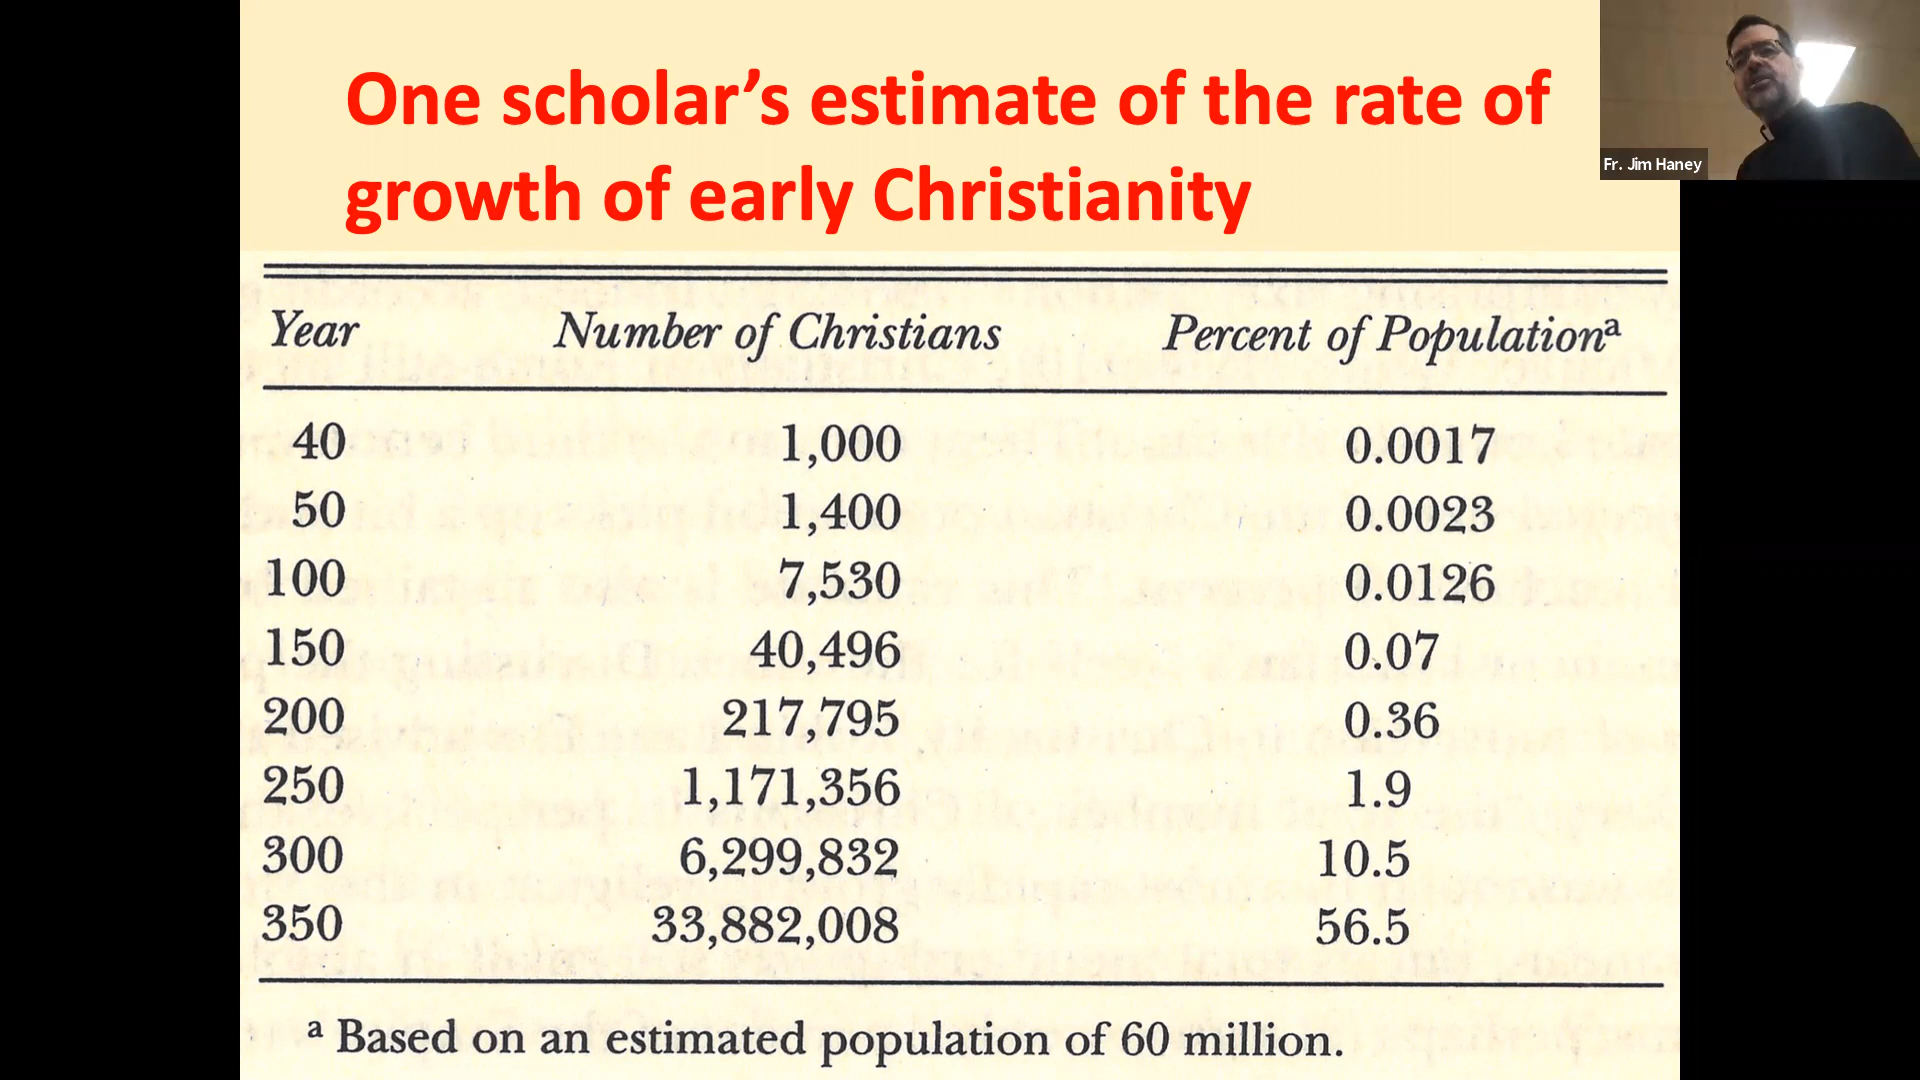 One scholar’s estimate of the rate of
growth of early Christianity
Fr. Jim Haney
Year Number of Christians Percent of Populationᵃ
40 1,000 0.0017
50 1,400 0.0023
100 7,530 0.0126
150 40,496 0.07
200 217,795 0.36
250 1,171,356 1.9
300 6,299,832 10.5
350 33,882,008 56.5
ᵃ Based on an estimated population of 60 million.